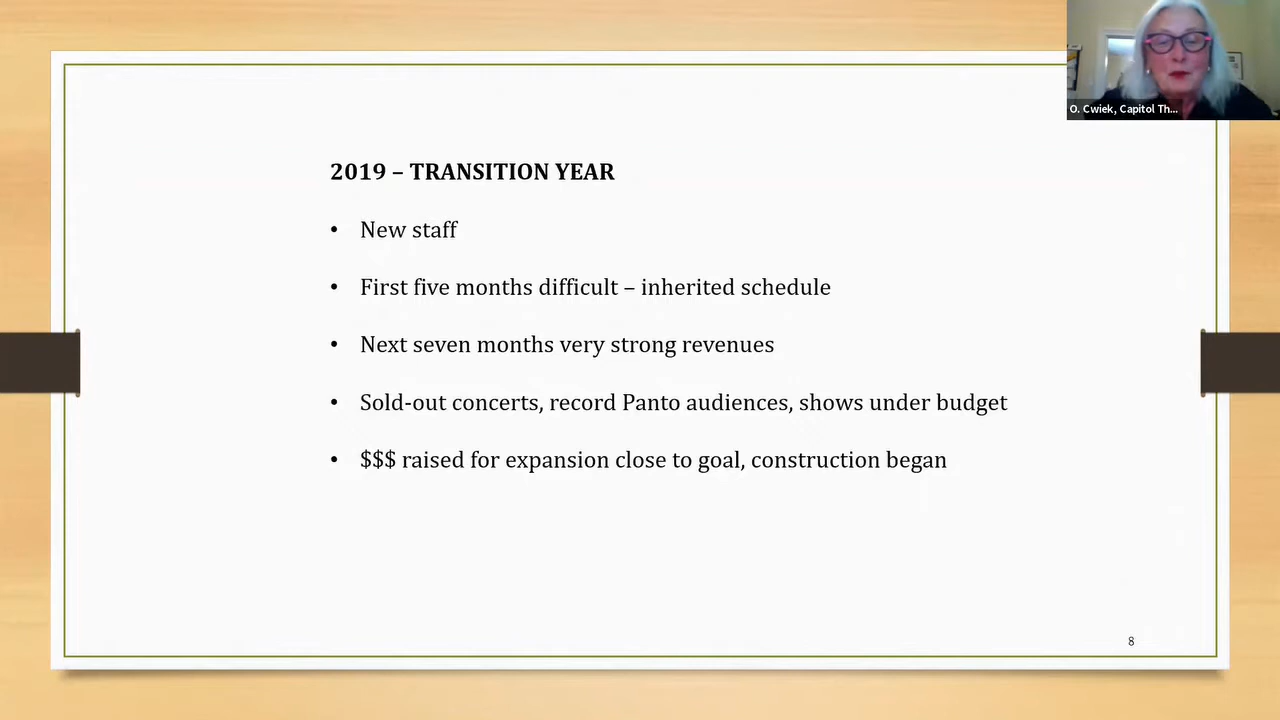 O. Cwiek, Capitol Th...
2019 – TRANSITION YEAR
• New staff
• First five months difficult – inherited schedule
• Next seven months very strong revenues
• Sold-out concerts, record Panto audiences, shows under budget
• $$$ raised for expansion close to goal, construction began
8